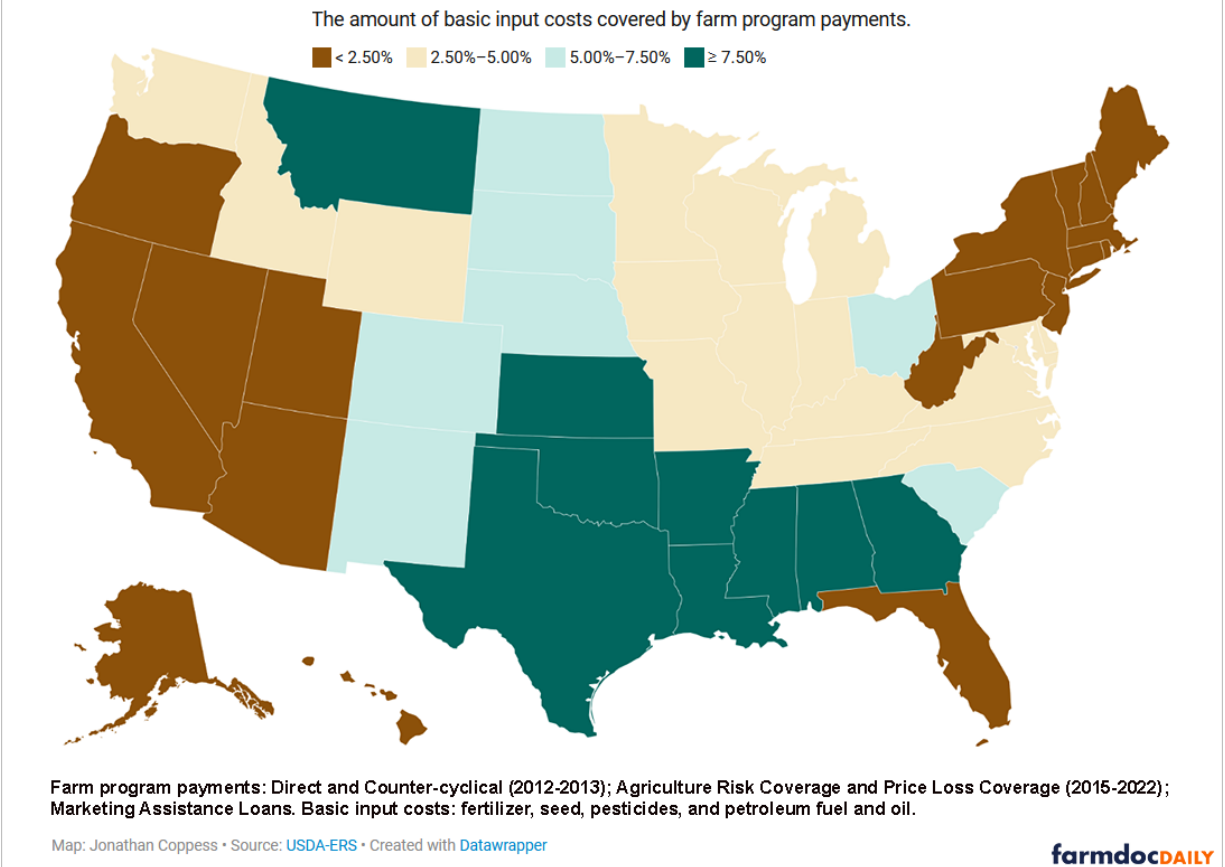 The amount of basic input costs covered by farm program payments.
< 2.50% 2.50%–5.00% 5.00%–7.50% ≥ 7.50%
Farm program payments: Direct and Counter-cyclical (2012-2013); Agriculture Risk Coverage and Price Loss Coverage (2015-2022);
Marketing Assistance Loans. Basic input costs: fertilizer, seed, pesticides, and petroleum fuel and oil.
Map: Jonathan Coppess • Source: USDA-ERS • Created with Datawrapper
farmdocDAILY